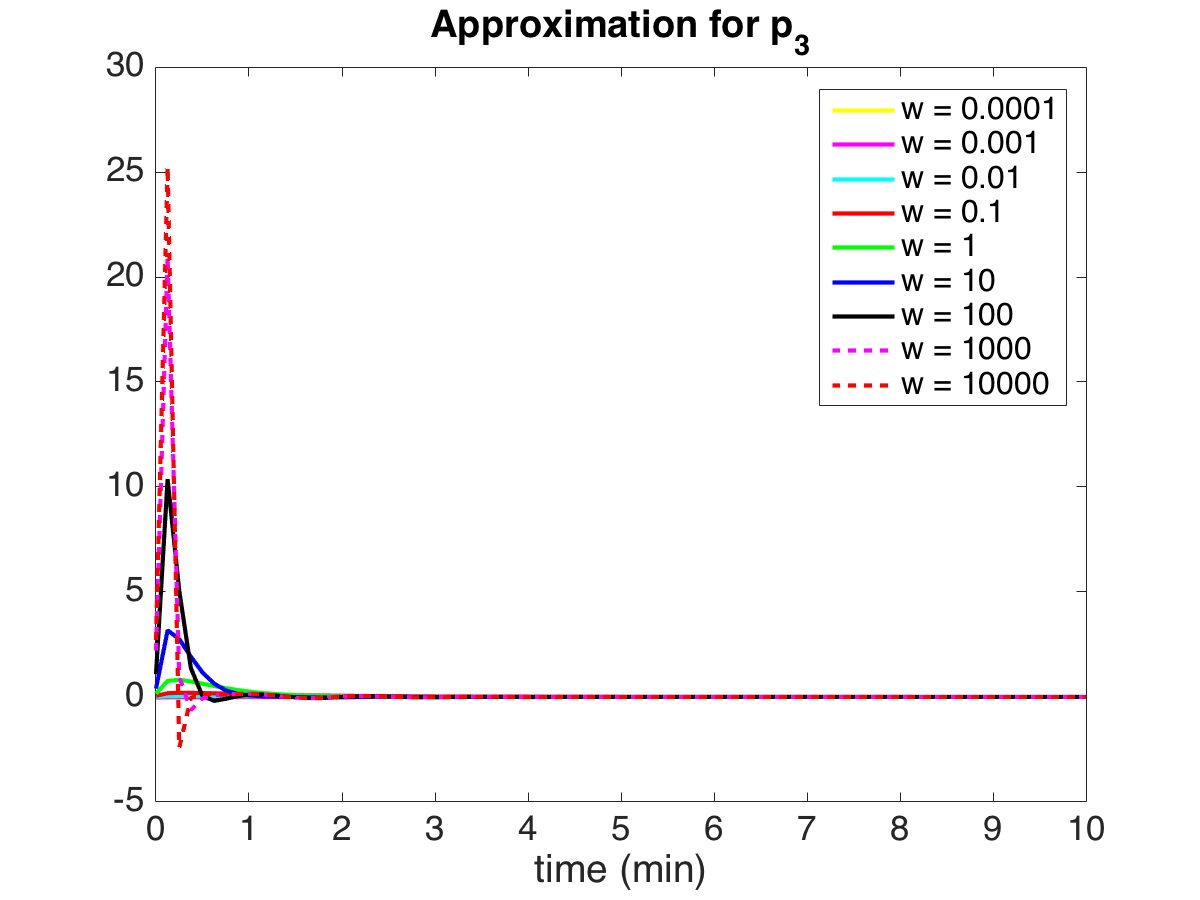 Approximation for p3
30
25
20
15
10
5
0
-5
w = 0.0001
w = 0.001
w = 0.01
w = 0.1
w = 1
w = 10
w = 100
w = 1000
w = 10000
0 1 2 3 4 5 6 7 8 9 10
time (min)